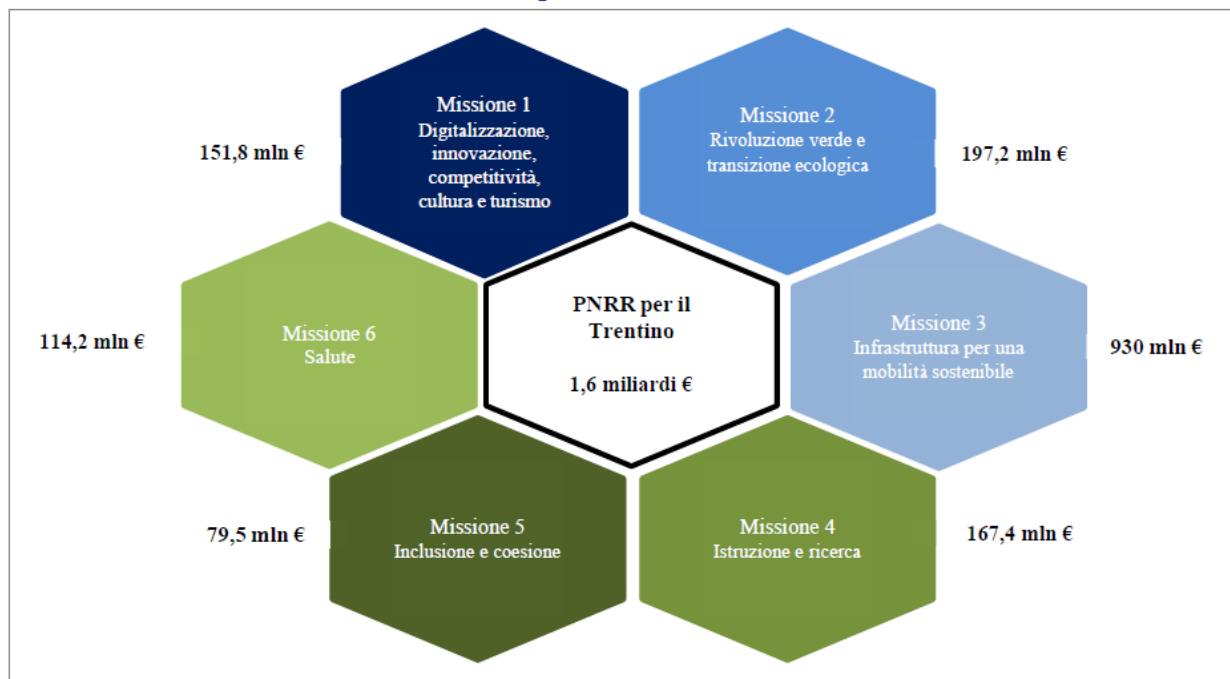 Missione 1
Digitalizzazione,
innovazione,
competitività,
cultura e turismo
151,8 mln €
Missione 2
Rivoluzione verde e
transizione ecologica
197,2 mln €
Missione 6
Salute
114,2 mln €
PNRR per il
Trentino
1,6 miliardi €
Missione 3
Infrastruttura per una
mobilità sostenibile
930 mln €
Missione 5
Inclusione e coesione
79,5 mln €
Missione 4
Istruzione e ricerca
167,4 mln €